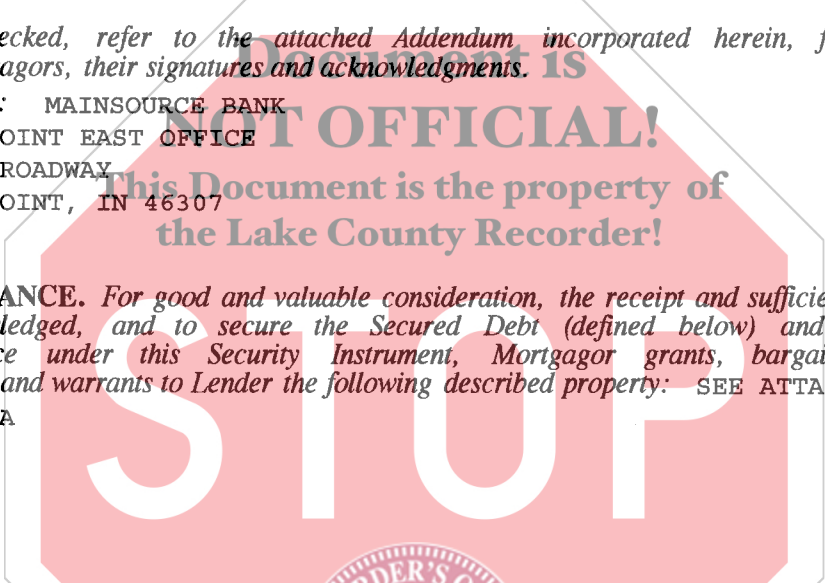 ecked, refer to the attached Addendum incorporated herein, f
agors, their signatures and acknowledgments.
Document is
: MAINSOURCE BANK
NOT OFFICIAL!
OINT EAST OFFICE
ROADWAY
This Document is the property of
OINT, IN 46307
the Lake County Recorder!
ANCE. For good and valuable consideration, the receipt and sufficie
ledged, and to secure the Secured Debt (defined below) and
ce under this Security Instrument, Mortgagor grants, bargai
and warrants to Lender the following described property: SEE ATTA
A
STOP
RDER'S O